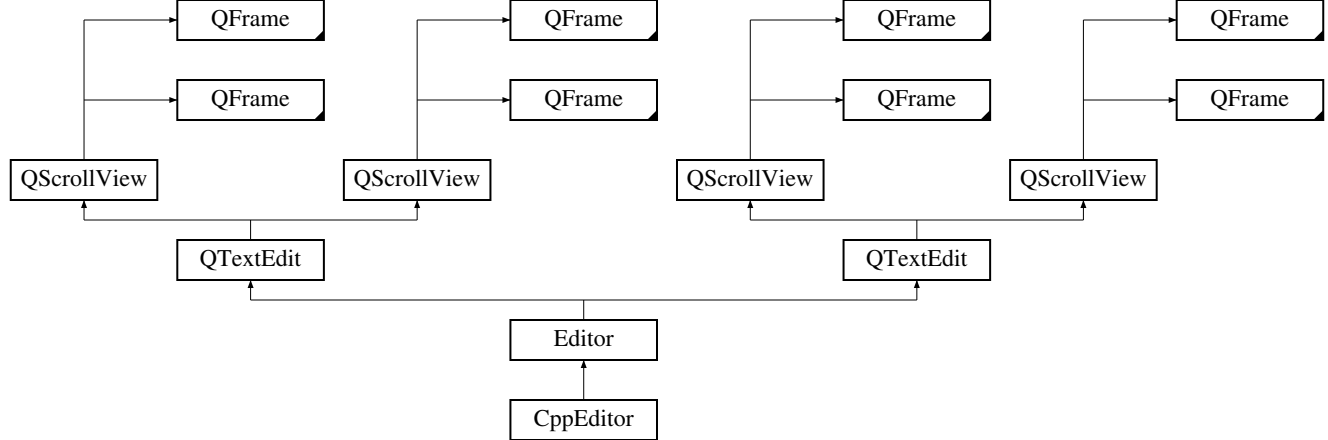 QFrame QFrame QFrame QFrame
QFrame QFrame QFrame QFrame
QScrollView QScrollView QScrollView QScrollView
QTextEdit QTextEdit
Editor
CppEditor